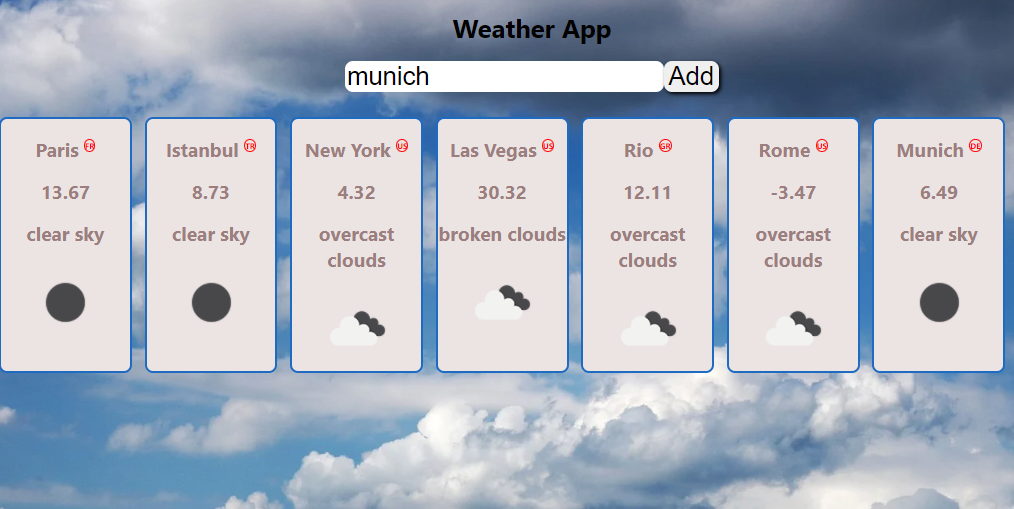 Weather App
munich Add
Paris FR
13.67
clear sky
Istanbul TR
8.73
clear sky
New York US
4.32
overcast
clouds
Las Vegas US
30.32
broken clouds
Rio GR
12.11
overcast
clouds
Rome US
-3.47
overcast
clouds
Munich DE
6.49
clear sky